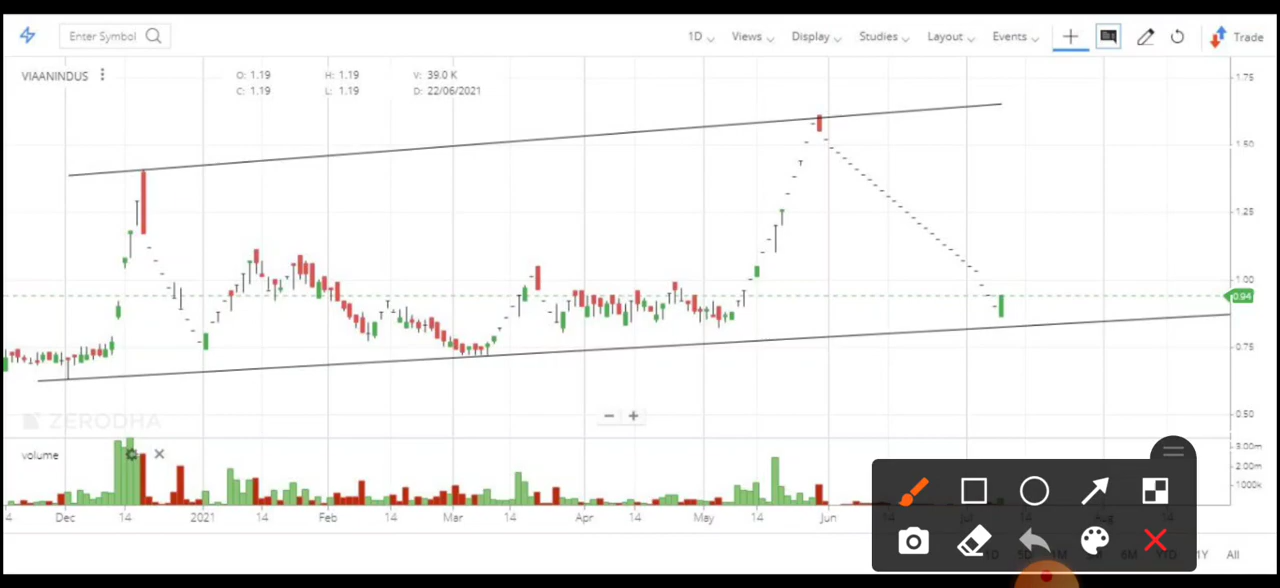 Enter Symbol 1D Views Display Studies Layout Events Trade
VIAANINDUS O: 1.19 H: 1.19 V: 39.0 K
C: 1.19 L: 1.19 D: 22/06/2021
1.75
1.50
1.25
1.00
0.94
0.75
0.50
ZERODHA
volume
3.00m
2.00m
1000k
4 Dec 14 2021 14 Feb 14 Mar 14 Apr 14 May 14 Jun
1Y All